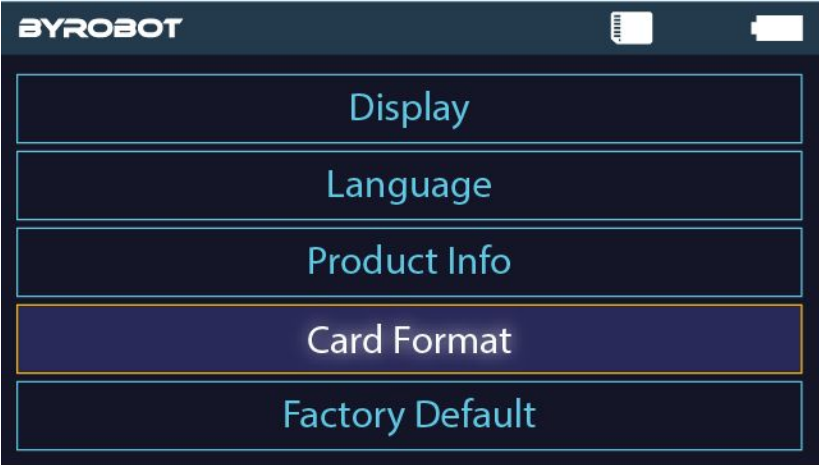 BYROBOT
Display
Language
Product Info
Card Format
Factory Default